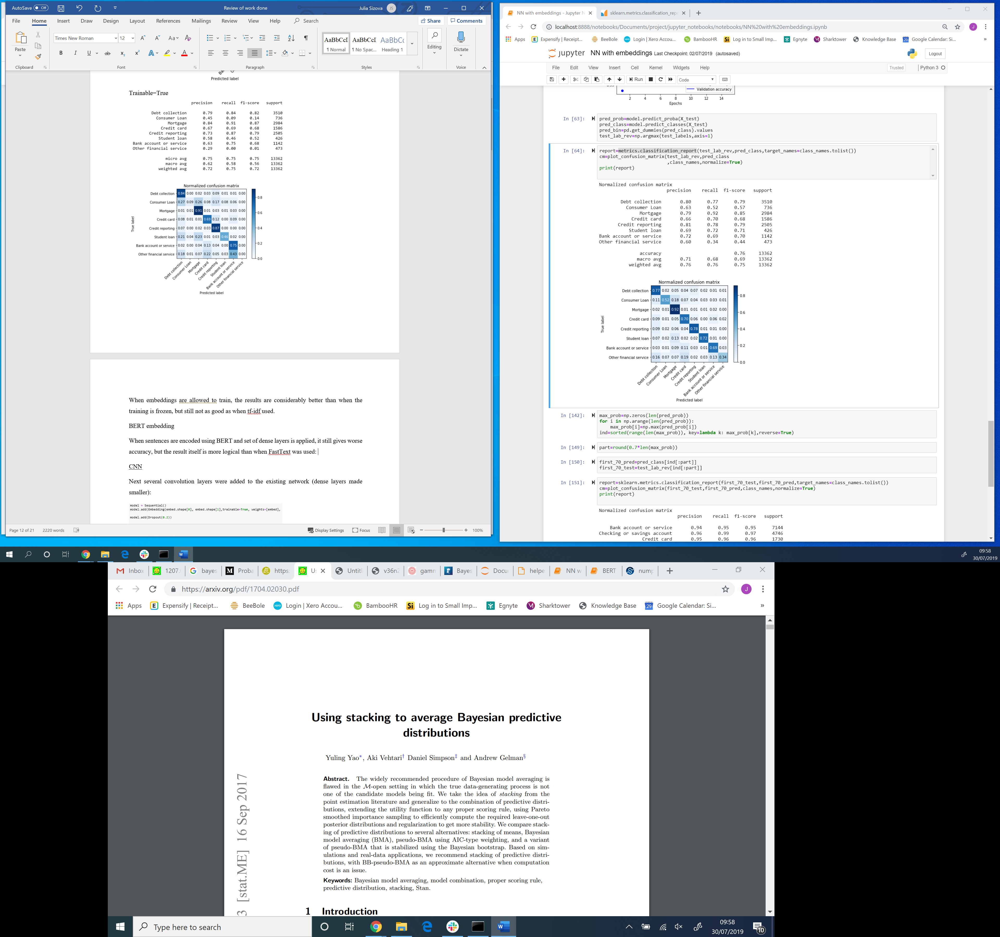 AutoSave Off
Review of work done
Julia Sizova JS
File Home Insert Draw Design Layout References Mailings Review View Help Search Share Comments
Times New Roman 12
Paste
AaBbCcI AaBbCcI AaBbCc
¶ Normal ¶ No Spac... Heading 1
Editing Dictate
Clipboard Font Paragraph Styles Voice
Predicted label
Trainable=True
precision recall f1-score support
Debt collection 0.79 0.84 0.82 3510
Consumer Loan 0.45 0.09 0.14 736
Mortgage 0.84 0.91 0.87 2984
Credit card 0.67 0.69 0.68 1586
Credit reporting 0.73 0.87 0.79 2505
Student loan 0.58 0.46 0.52 426
Bank account or service 0.63 0.75 0.68 1142
Other financial service 0.29 0.00 0.01 473
micro avg 0.75 0.75 0.75 13362
macro avg 0.62 0.58 0.56 13362
weighted avg 0.72 0.75 0.72 13362
Normalized confusion matrix
Debt collection 0.84 0.00 0.02 0.03 0.09 0.01 0.01 0.00
Consumer Loan 0.27 0.09 0.26 0.08 0.17 0.08 0.06 0.00
Mortgage 0.01 0.01 0.91 0.01 0.03 0.01 0.03 0.00
Credit card 0.08 0.01 0.01 0.69 0.12 0.00 0.09 0.00
Credit reporting 0.07 0.00 0.02 0.03 0.87 0.00 0.00 0.00
Student loan 0.21 0.04 0.23 0.01 0.03 0.46 0.02 0.00
Bank account or service 0.02 0.00 0.04 0.13 0.04 0.00 0.75 0.00
Other financial service 0.18 0.01 0.07 0.22 0.05 0.03 0.43 0.00
0.8
0.6
0.4
0.2
0.0
True label
Debt collection
Consumer Loan
Mortgage
Credit card
Credit reporting
Student loan
Bank account or service
Other financial service
Predicted label
When embeddings are allowed to train, the results are considerably better than when the
training is frozen, but still not as good as when tf-idf used.
BERT embedding
When sentences are encoded using BERT and set of dense layers is applied, it still gives worse
accuracy, but the result itself is more logical than when FastText was used:
CNN
Next several convolution layers were added to the existing network (dense layers made
smaller):
model = Sequential()
model.add(Embedding(embed.shape[0], embed.shape[1],trainable=True, weights=[embed],
model.add(Dropout(0.2))
Page 12 of 21 2220 words Display Settings Focus 100%
NN with embeddings - Jupyter N
sklearn.metrics.classification_rep
localhost:8888/notebooks/Documents/project/jupyter_notebooks/notebooks/NN%20with%20embeddings.ipynb
J
Apps Expensify | Receipt... BeeBole Login | Xero Accou... BambooHR Log in to Small Imp... Egnyte Sharktower Knowledge Base Google Calendar: Si... »
jupyter NN with embeddings Last Checkpoint: 02/07/2019 (autosaved) Logout
File Edit View Insert Cell Kernel Widgets Help Trusted Python 3
Run Code
Validation accuracy
2 4 6 8 10 12 14
Epochs
In [63]: pred_prob=model.predict_proba(X_test)
pred_class=model.predict_classes(X_test)
pred_bin=pd.get_dummies(pred_class).values
test_lab_rev=np.argmax(test_labels,axis=1)
In [64]: report=metrics.classification_report(test_lab_rev,pred_class,target_names=class_names.tolist())
cm=plot_confusion_matrix(test_lab_rev,pred_class
,class_names,normalize=True)
print(report)
Normalized confusion matrix
precision recall f1-score support
Debt collection 0.80 0.77 0.79 3510
Consumer Loan 0.63 0.52 0.57 736
Mortgage 0.79 0.92 0.85 2984
Credit card 0.66 0.70 0.68 1586
Credit reporting 0.81 0.78 0.79 2505
Student loan 0.69 0.72 0.71 426
Bank account or service 0.72 0.69 0.70 1142
Other financial service 0.60 0.34 0.44 473
accuracy 0.76 13362
macro avg 0.71 0.68 0.69 13362
weighted avg 0.76 0.76 0.75 13362
Normalized confusion matrix
Debt collection 0.77 0.02 0.05 0.04 0.07 0.02 0.01 0.01
Consumer Loan 0.11 0.52 0.18 0.07 0.04 0.03 0.03 0.01
Mortgage 0.02 0.01 0.92 0.01 0.01 0.01 0.02 0.00
Credit card 0.09 0.01 0.05 0.70 0.06 0.00 0.06 0.02
Credit reporting 0.09 0.02 0.06 0.04 0.78 0.01 0.01 0.00
Student loan 0.07 0.02 0.13 0.02 0.02 0.72 0.01 0.00
Bank account or service 0.03 0.01 0.09 0.11 0.03 0.01 0.69 0.03
Other financial service 0.16 0.07 0.07 0.19 0.02 0.03 0.13 0.34
0.8
0.6
0.4
0.2
0.0
True label
Debt collection
Consumer Loan
Mortgage
Credit card
Credit reporting
Student loan
Bank account or service
Other financial service
Predicted label
In [142]: max_prob=np.zeros(len(pred_prob))
for i in np.arange(len(pred_prob)):
max_prob[i]=np.max(pred_prob[i])
ind=sorted(range(len(max_prob)), key=lambda k: max_prob[k],reverse=True)
In [149]: part=round(0.7*len(max_prob))
In [150]: first_70_pred=pred_class[ind[:part]]
first_70_test=test_lab_rev[ind[:part]]
In [151]: report=sklearn.metrics.classification_report(first_70_test,first_70_pred,target_names=class_names.tolist())
cm=plot_confusion_matrix(first_70_test,first_70_pred,class_names,normalize=True)
print(report)
Normalized confusion matrix
precision recall f1-score support
Bank account or service 0.94 0.95 0.95 7144
Checking or savings account 0.96 0.99 0.97 4746
Credit card 0.95 0.96 0.96 1730
09:58
30/07/2019
Inbox 1207. bayes Proba https: Us Untitl v36n2 gamm Bayes Docu helpe NN w BERT nump
https://arxiv.org/pdf/1704.02030.pdf
J
Apps Expensify | Receipt... BeeBole Login | Xero Accou... BambooHR Log in to Small Imp... Egnyte Sharktower Knowledge Base Google Calendar: Si... »
Using stacking to average Bayesian predictive
distributions
Yuling Yao*, Aki Vehtari† Daniel Simpson‡ and Andrew Gelman§
Abstract. The widely recommended procedure of Bayesian model averaging is
flawed in the M-open setting in which the true data-generating process is not
one of the candidate models being fit. We take the idea of stacking from the
point estimation literature and generalize to the combination of predictive distri-
butions, extending the utility function to any proper scoring rule, using Pareto
smoothed importance sampling to efficiently compute the required leave-one-out
posterior distributions and regularization to get more stability. We compare stack-
ing of predictive distributions to several alternatives: stacking of means, Bayesian
model averaging (BMA), pseudo-BMA using AIC-type weighting, and a variant
of pseudo-BMA that is stabilized using the Bayesian bootstrap. Based on sim-
ulations and real-data applications, we recommend stacking of predictive distri-
butions, with BB-pseudo-BMA as an approximate alternative when computation
cost is an issue.
Keywords: Bayesian model averaging, model combination, proper scoring rule,
predictive distribution, stacking, Stan.
1 Introduction
3 [stat.ME] 16 Sep 2017
Type here to search
09:58
30/07/2019
10